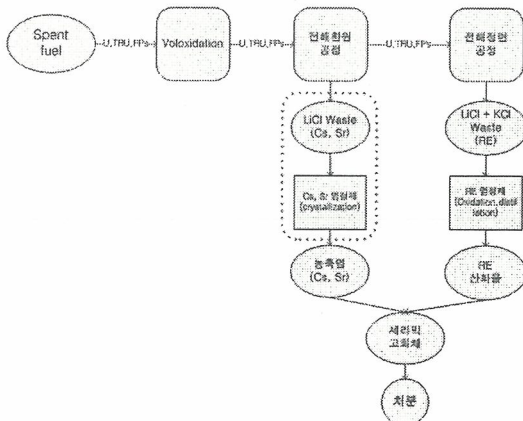 Spent
fuel
U,TRU,FPs
Voloxidation
U,TRU,FPs
전해환원
공정
U,TRU,FPs
전해정련
공정
LiCl Waste
(Cs, Sr)
LiCl + KCl
Waste
(RE)
Cs, Sr 염정제
(crystallization)
RE 염정제
(Oxidation,distil
lation)
농축염
(Cs, Sr)
RE
산화물
세라믹
고화체
처분